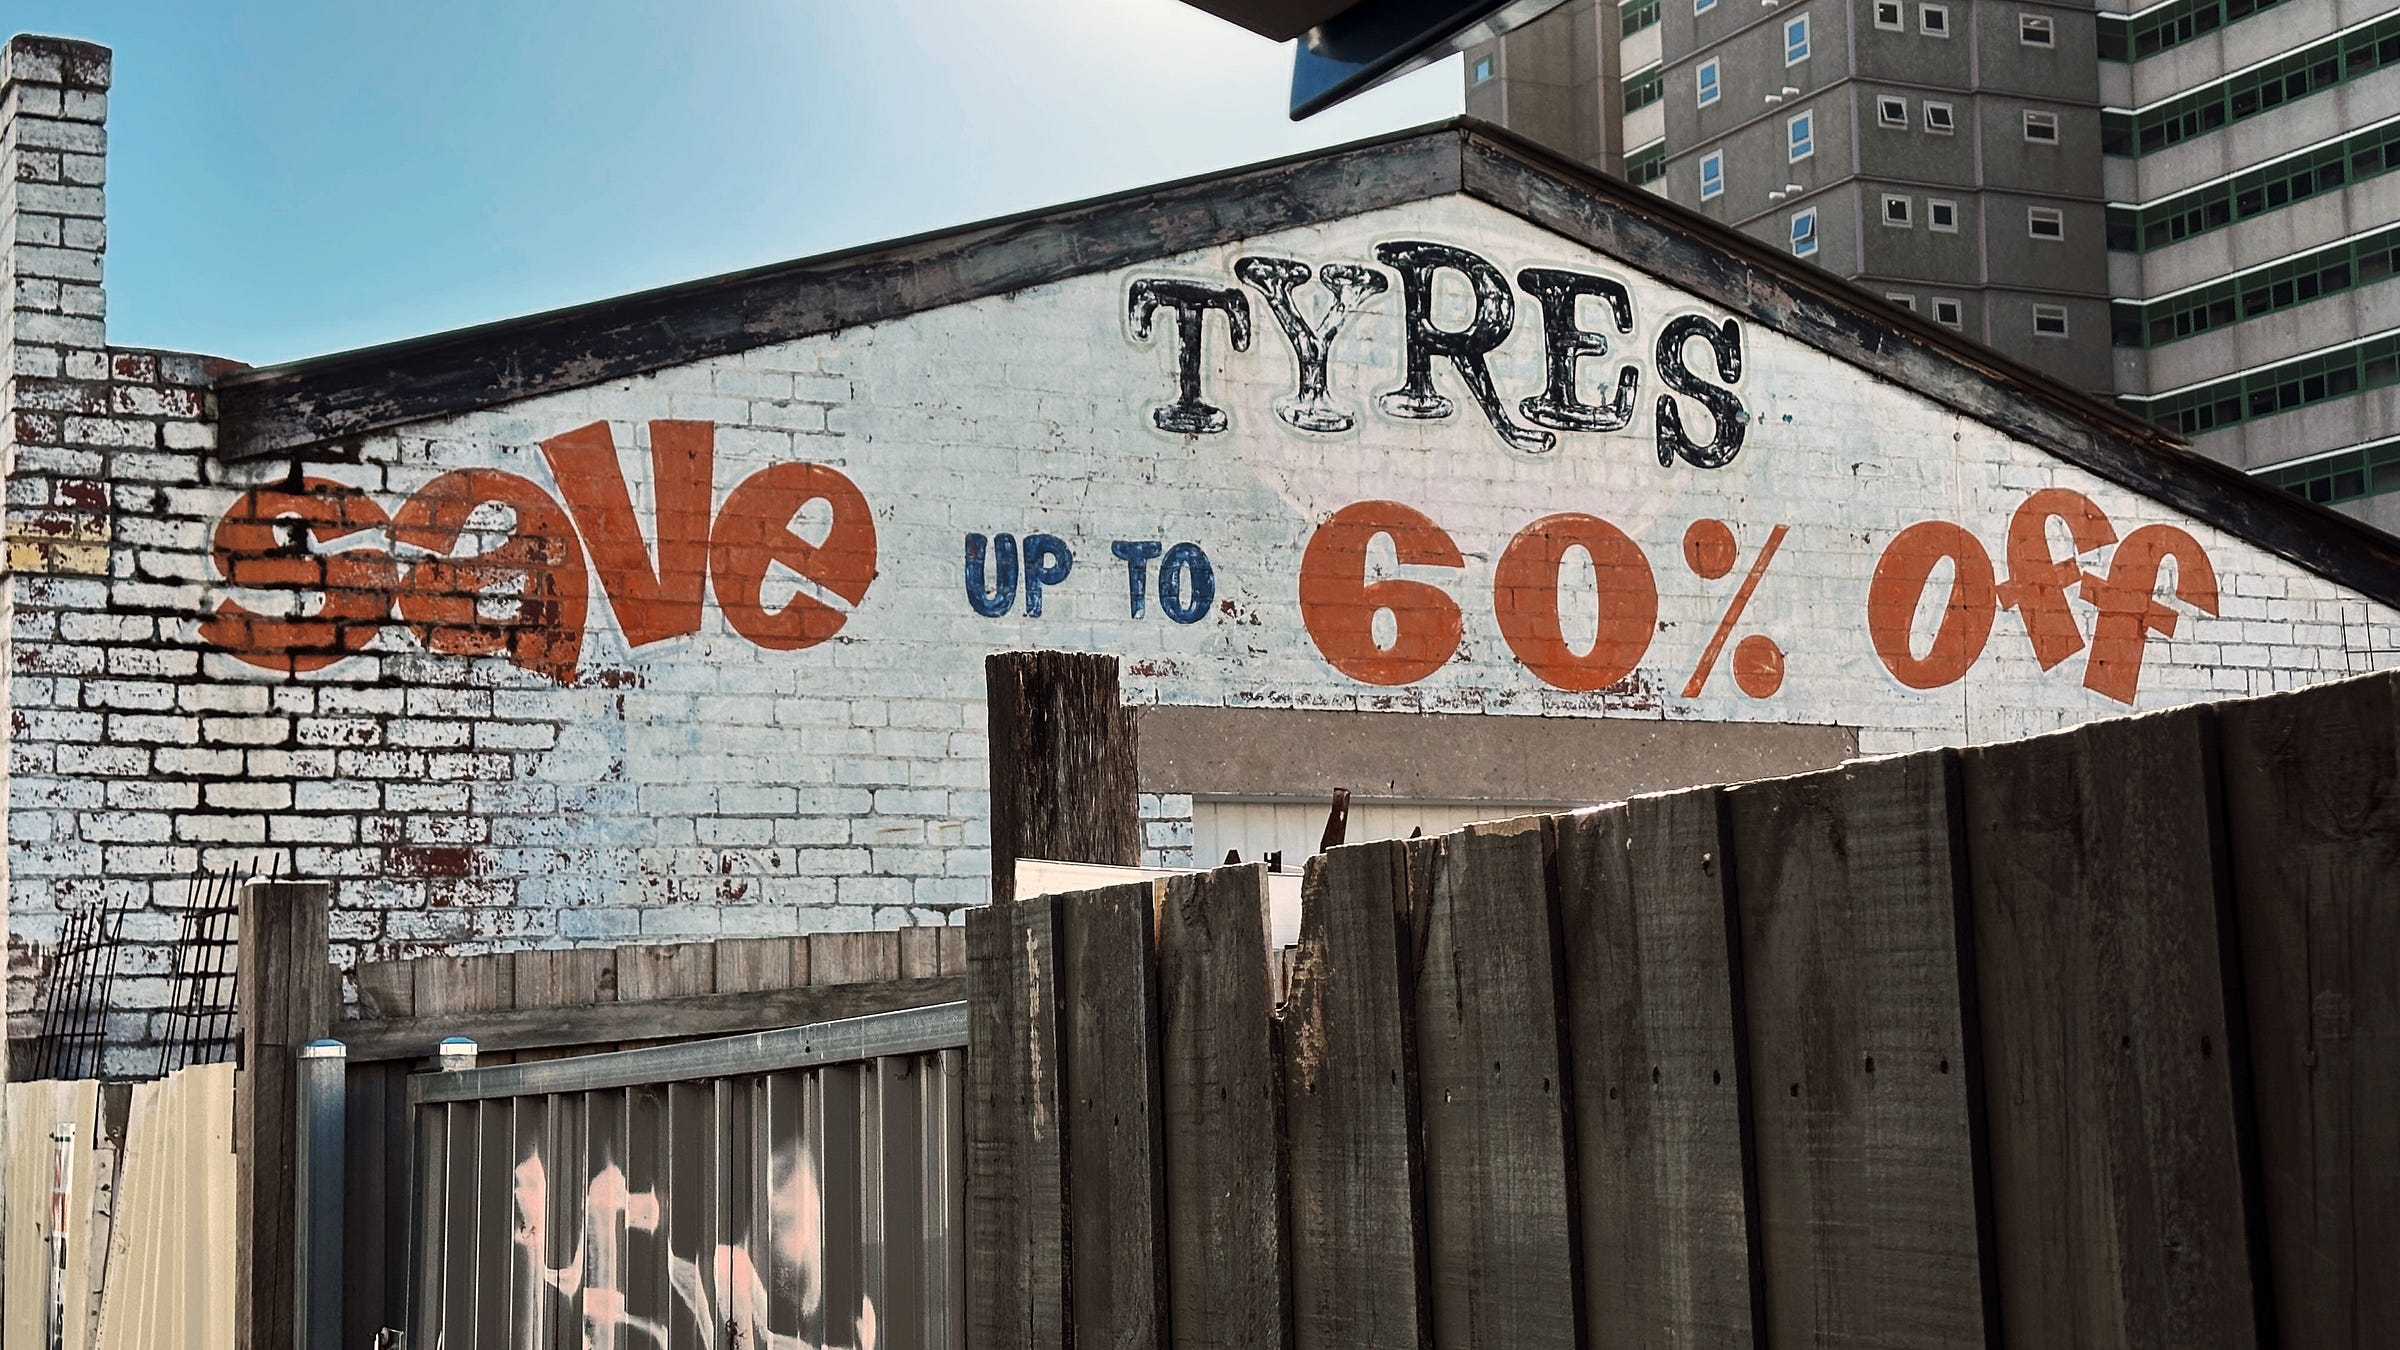 TYRES
save UP TO 60% off